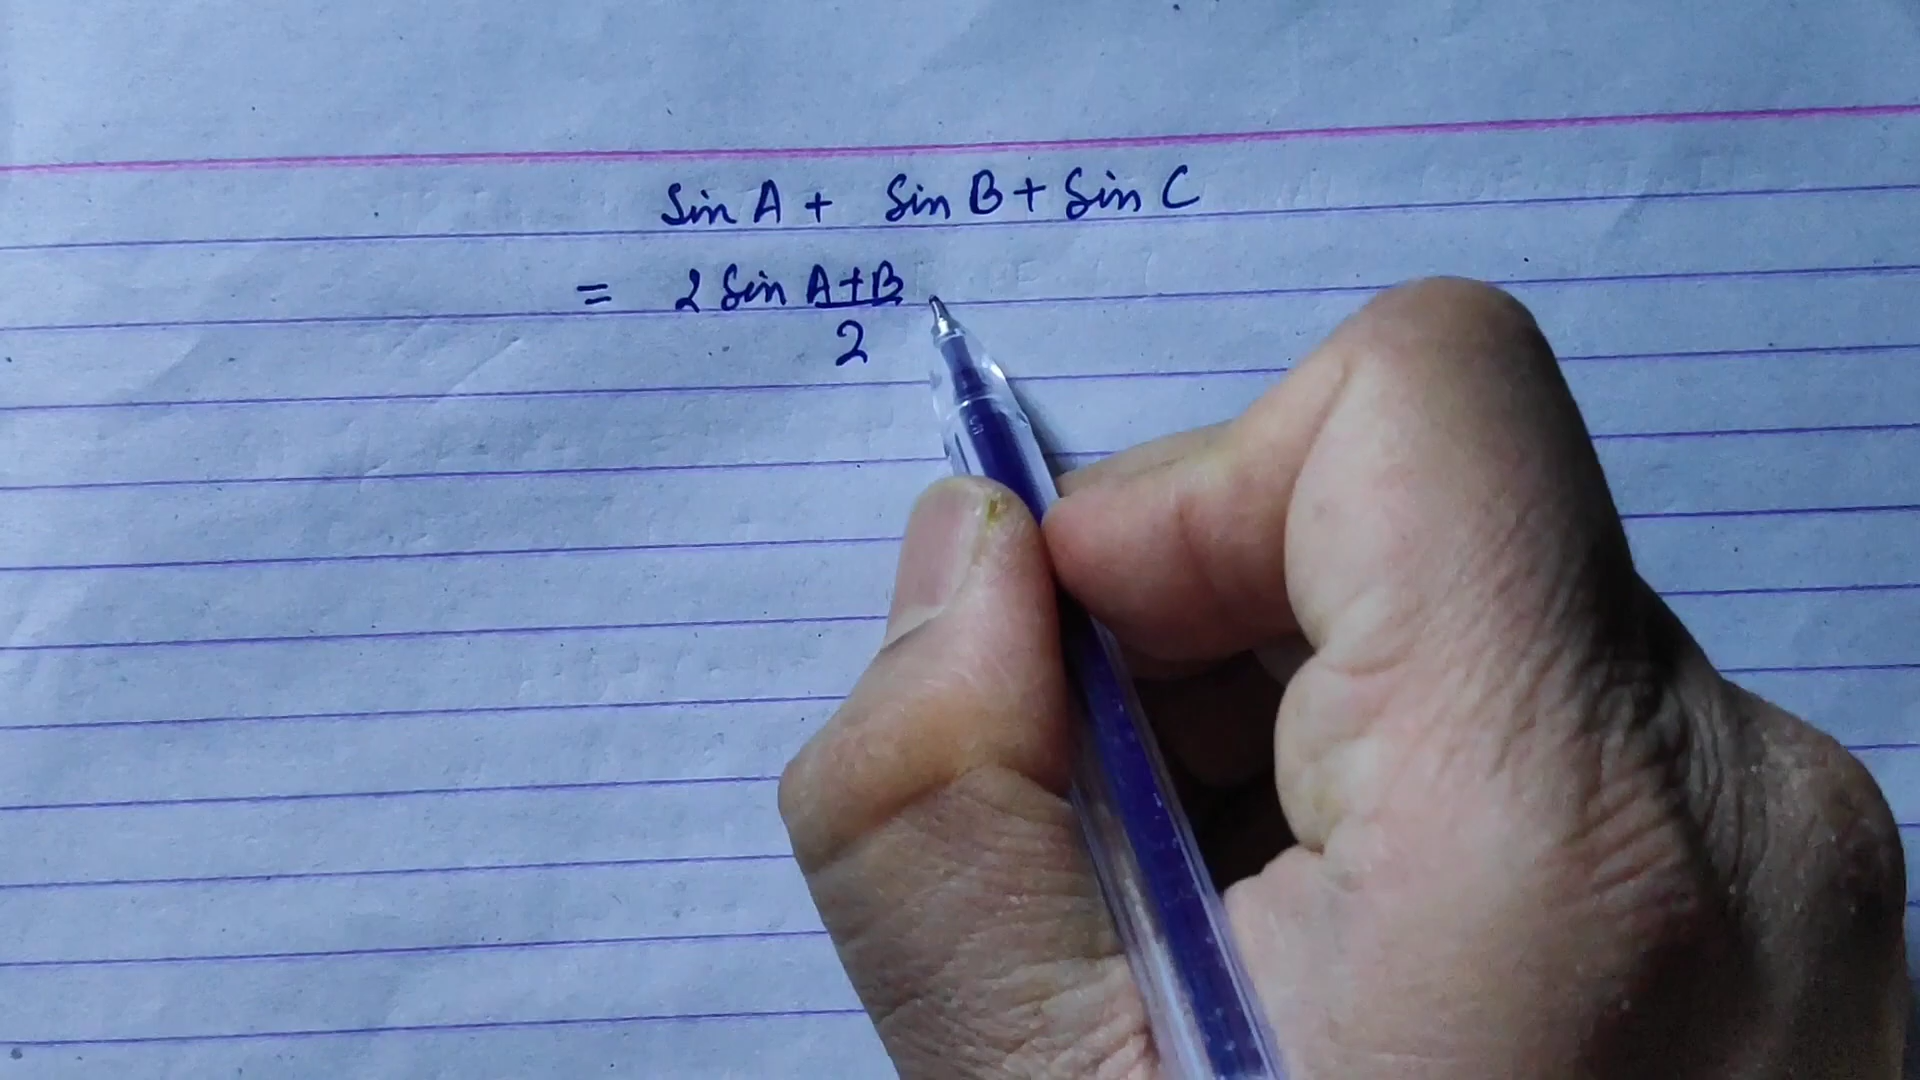 Sin A + Sin B + Sin C
= 2 Sin A+B
2